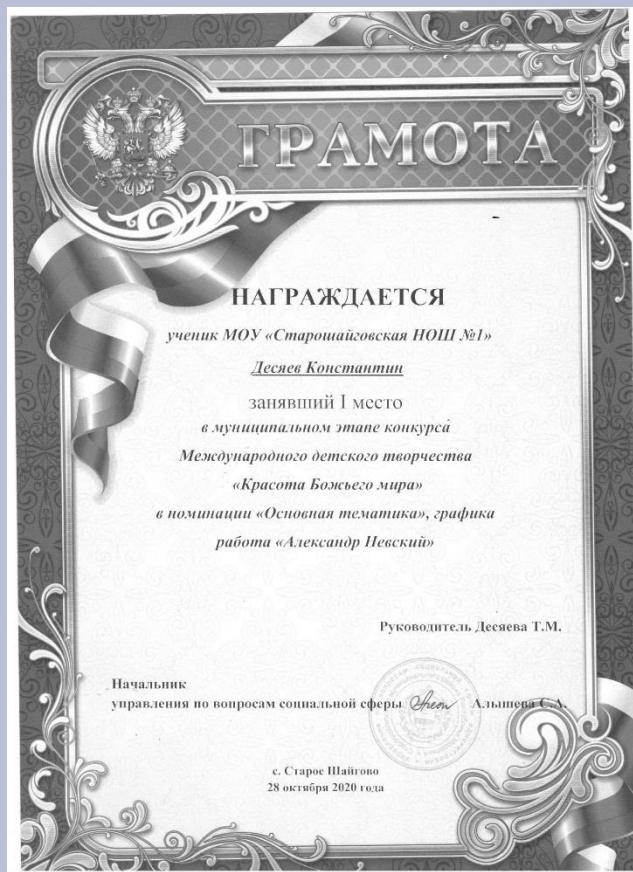 ГРАМОТА
НАГРАЖДАЕТСЯ
ученик МОУ «Старошайговская НОШ №1»
Десяев Константин
занявший I место
в муниципальном этапе конкурса
Международного детского творчества
«Красота Божьего мира»
в номинации «Основная тематика», графика
работа «Александр Невский»
Руководитель Десяева Т.М.
Начальник
управления по вопросам социальной сферы Алышева С.А.
с. Старое Шайгово
28 октября 2020 года